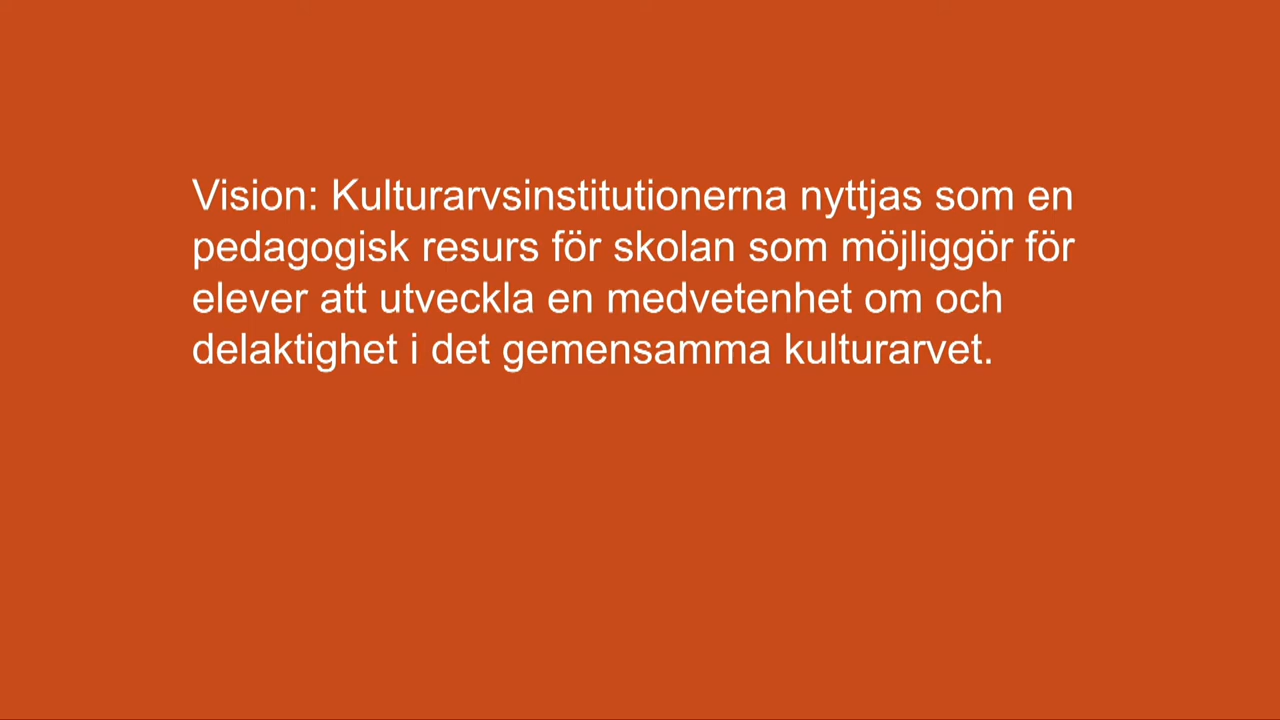 Vision: Kulturarvsinstitutionerna nyttjas som en
pedagogisk resurs för skolan som möjliggör för
elever att utveckla en medvetenhet om och
delaktighet i det gemensamma kulturarvet.